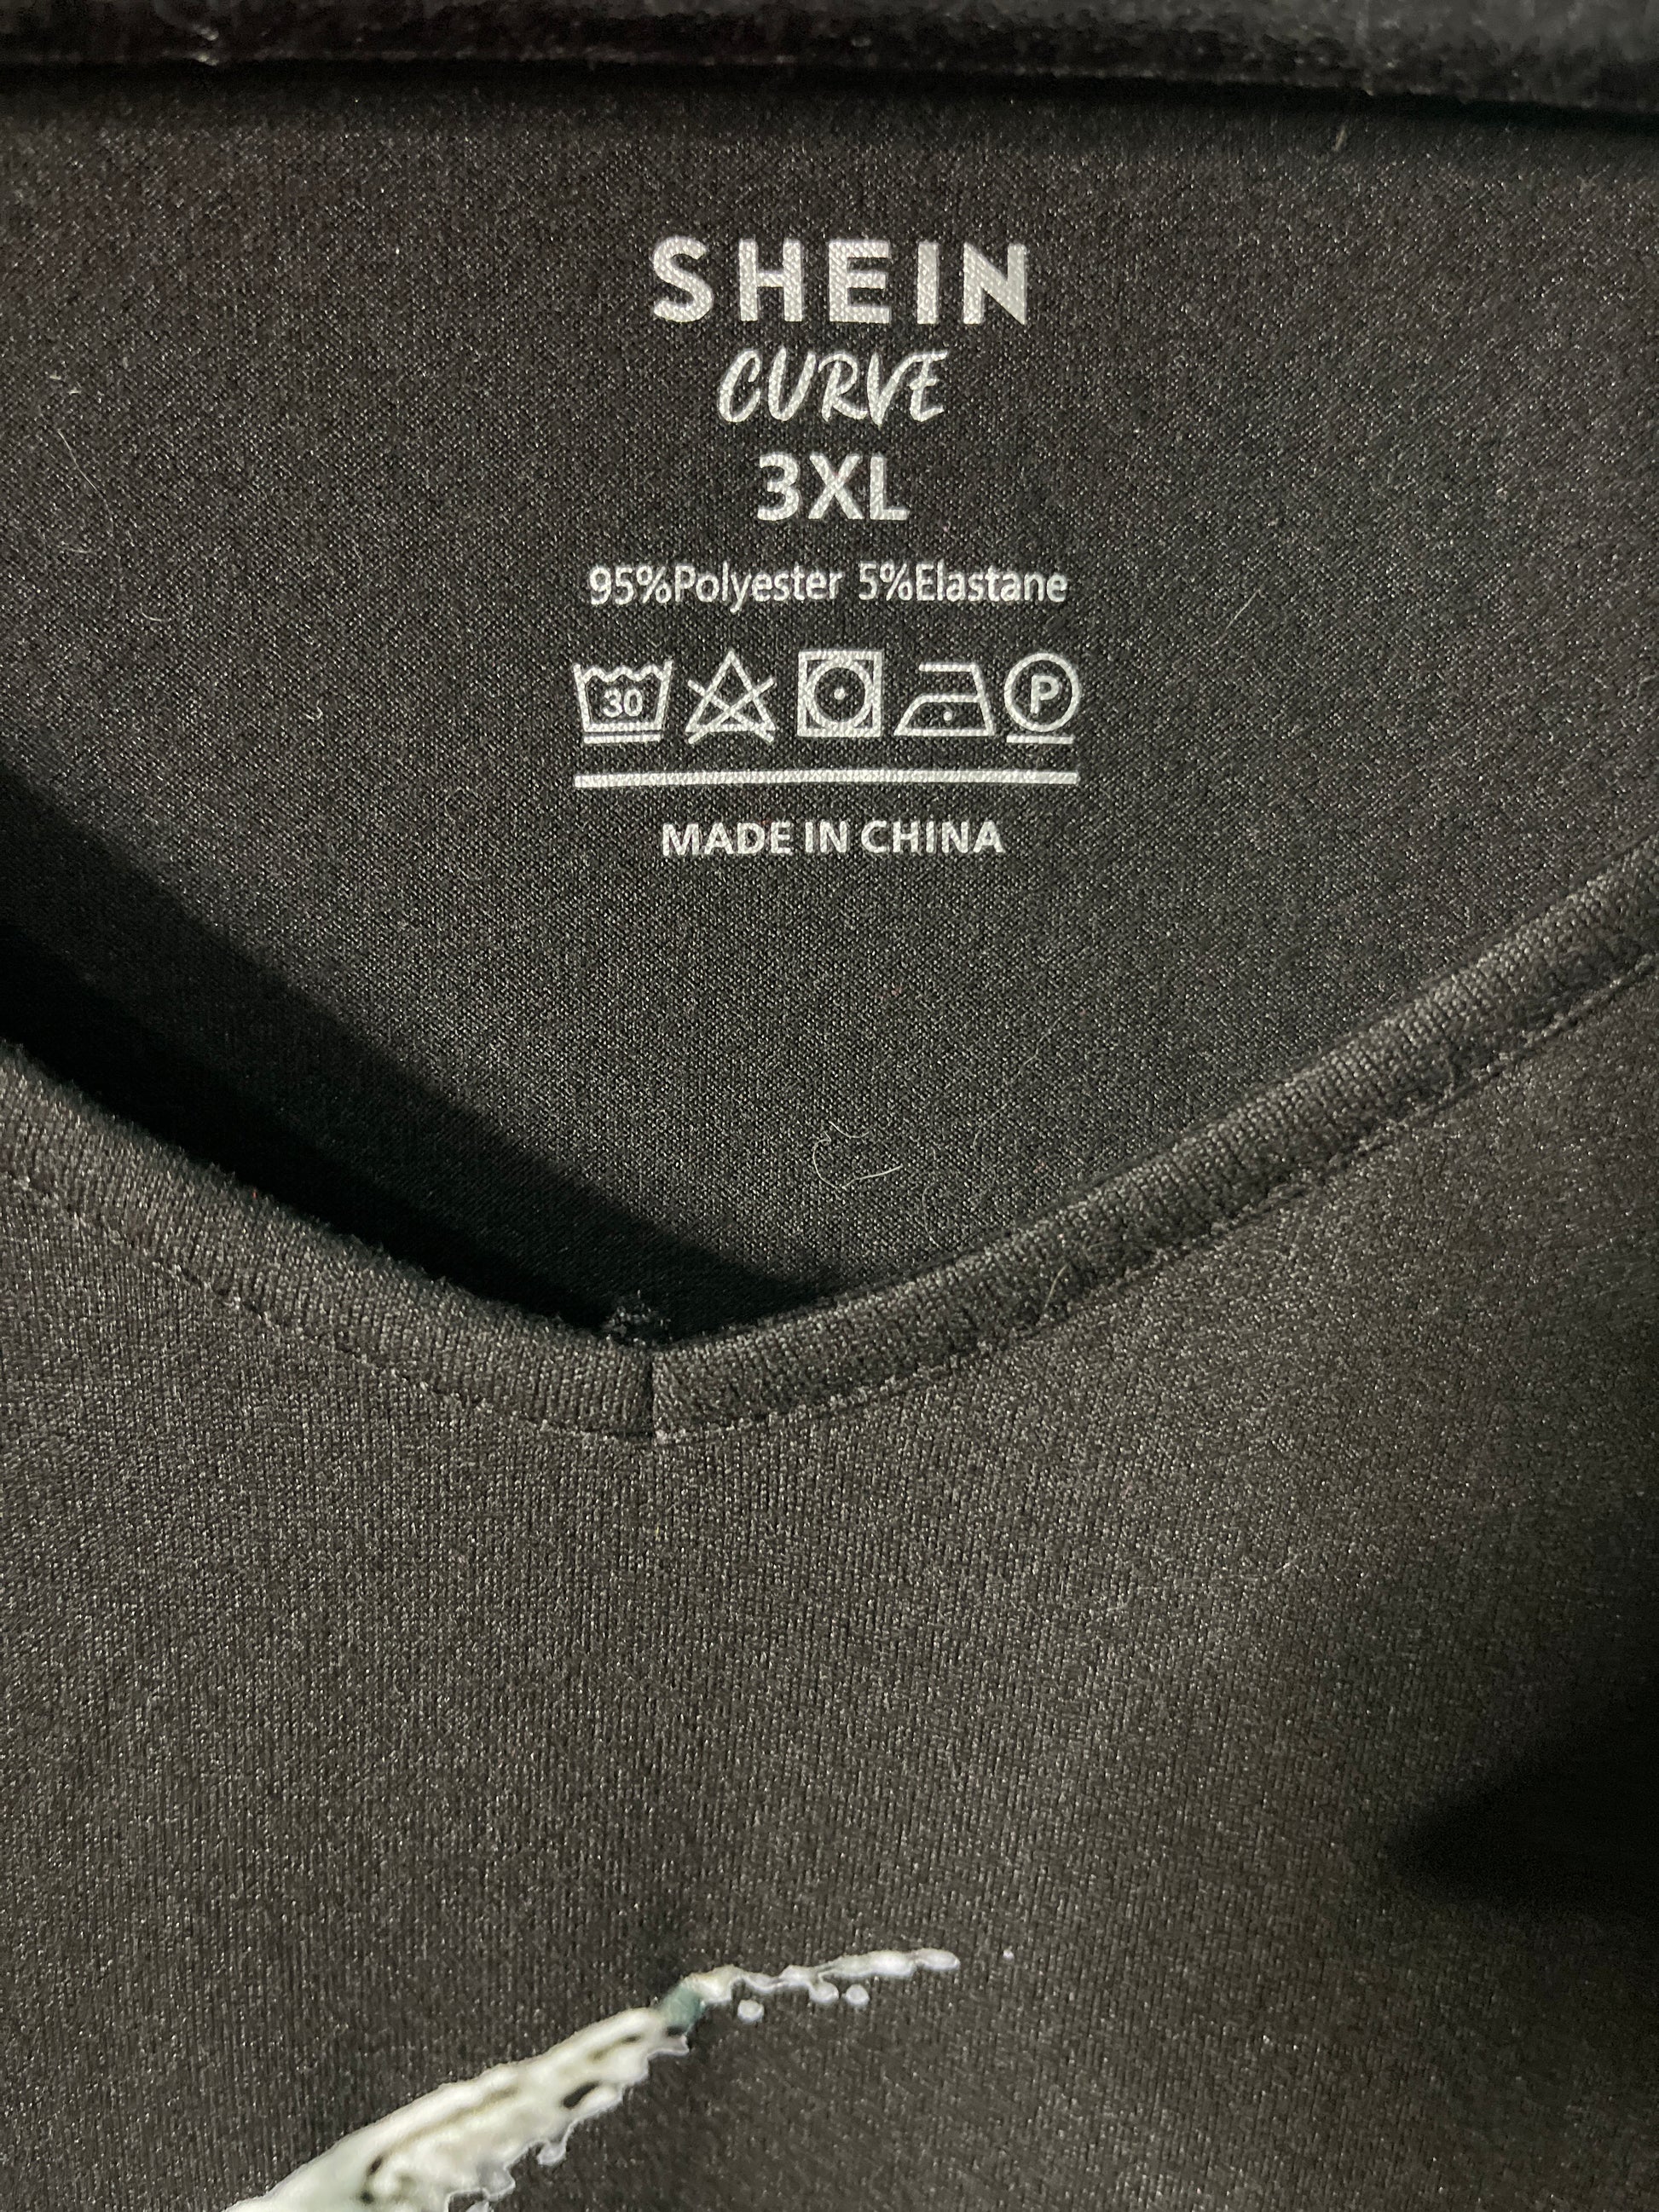 SHEIN
CURVE
3XL
95%Polyester 5%Elastane
30 P
MADE IN CHINA